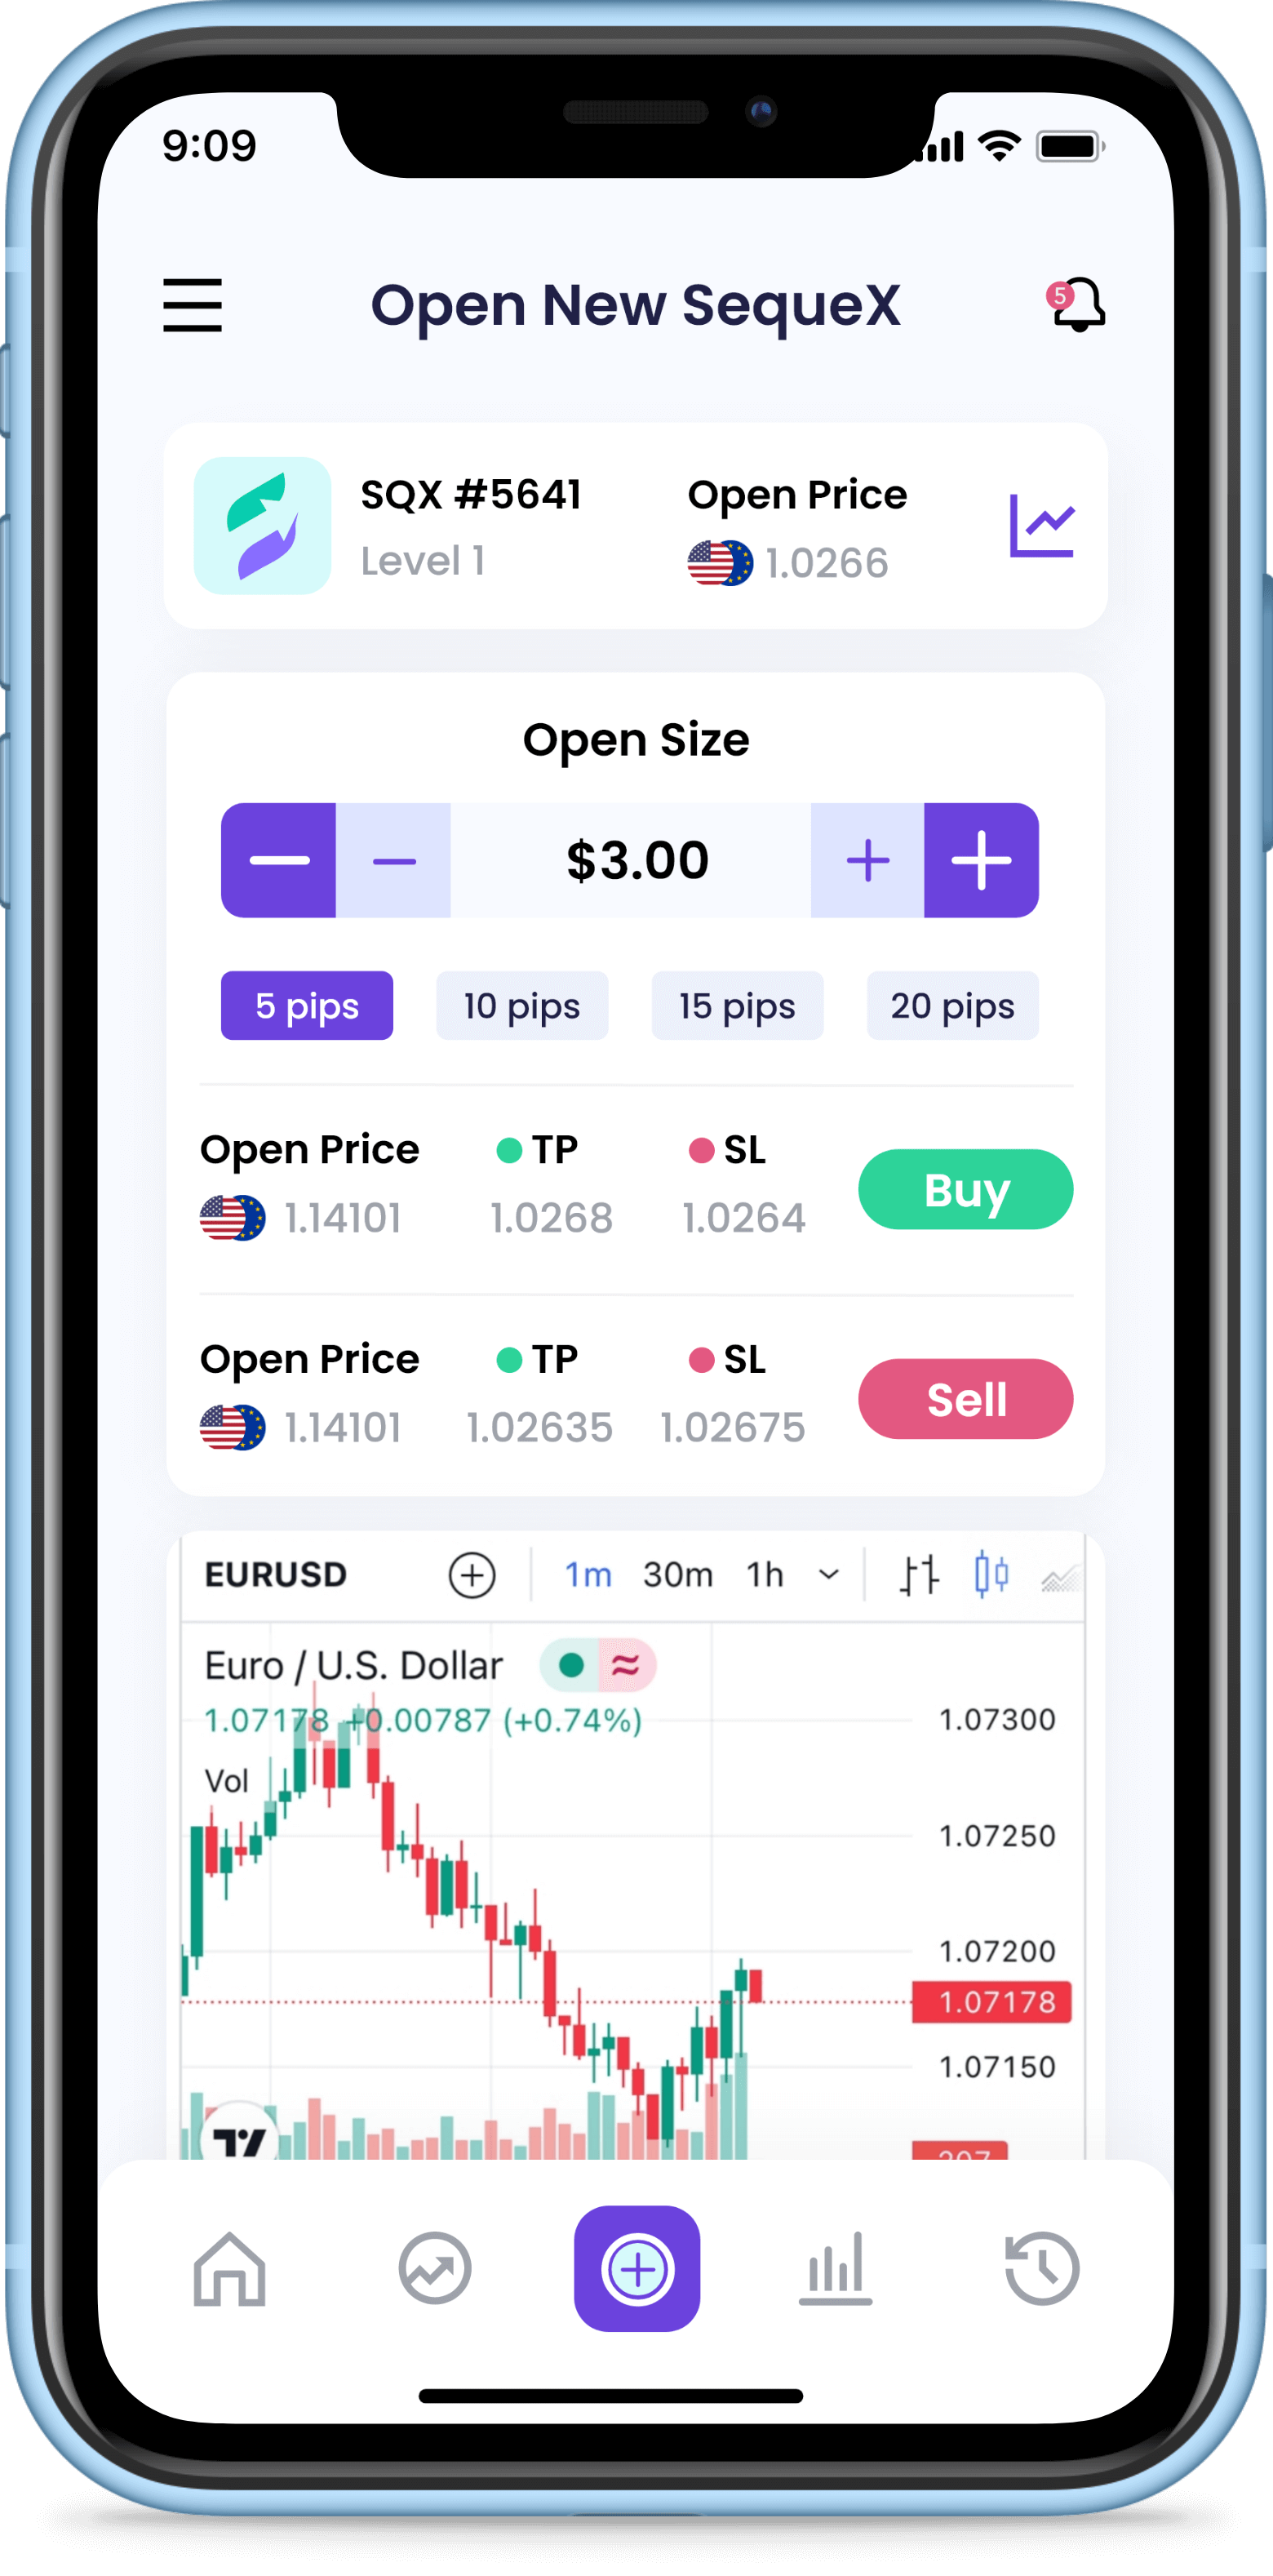 9:09
Open New SequeX
5
SQX #5641
Open Price
Level 1
1.0266
Open Size
$3.00
5 pips
10 pips
15 pips
20 pips
Open Price
TP
SL
Buy
1.14101
1.0268
1.0264
Open Price
TP
SL
Sell
1.14101
1.02635
1.02675
EURUSD
1m
30m
1h
Euro / U.S. Dollar
1.07178 +0.00787 (+0.74%)
1.07300
Vol
1.07250
1.07200
1.07178
1.07150